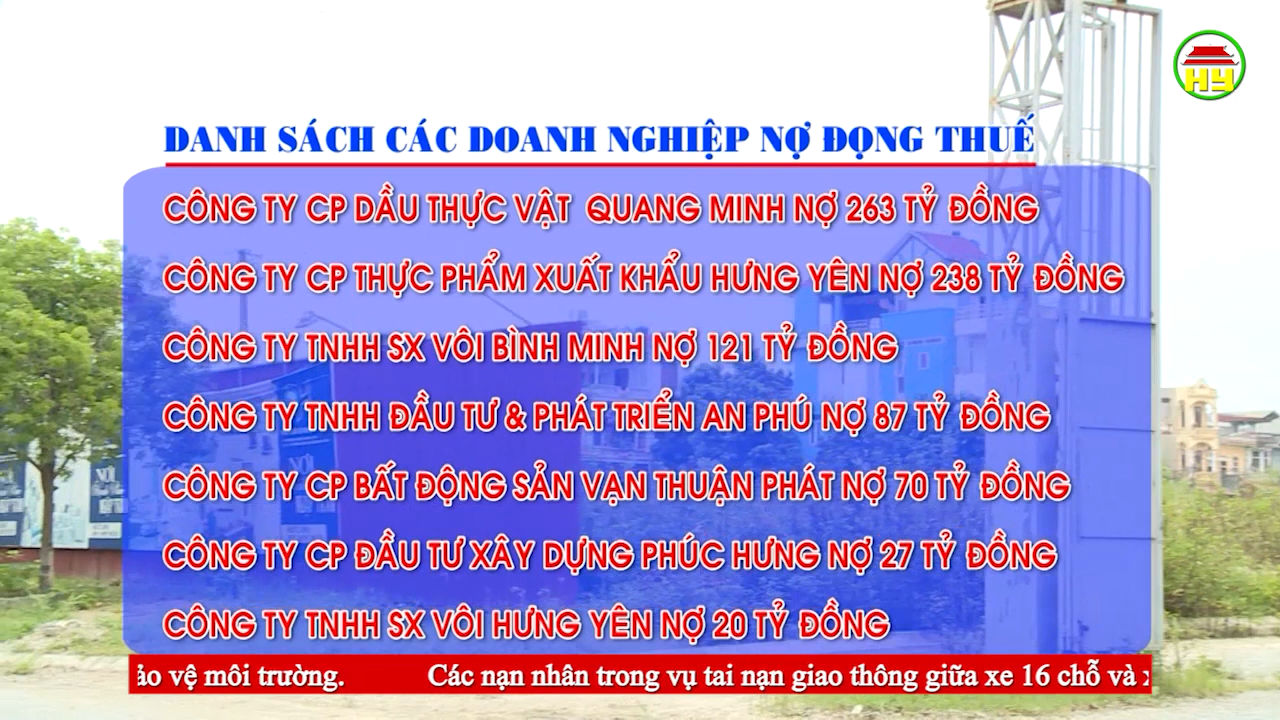 HY
DANH SÁCH CÁC DOANH NGHIỆP NỢ ĐỌNG THUẾ
CÔNG TY CP DẦU THỰC VẬT QUANG MINH NỢ 263 TỶ ĐỒNG
CÔNG TY CP THỰC PHẨM XUẤT KHẨU HƯNG YÊN NỢ 238 TỶ ĐỒNG
CÔNG TY TNHH SX VÔI BÌNH MINH NỢ 121 TỶ ĐỒNG
CÔNG TY TNHH ĐẦU TƯ & PHÁT TRIỂN AN PHÚ NỢ 87 TỶ ĐỒNG
CÔNG TY CP BẤT ĐỘNG SẢN VẠN THUẬN PHÁT NỢ 70 TỶ ĐỒNG
CÔNG TY CP ĐẦU TƯ XÂY DỰNG PHÚC HƯNG NỢ 27 TỶ ĐỒNG
CÔNG TY TNHH SX VÔI HƯNG YÊN NỢ 20 TỶ ĐỒNG
ảo vệ môi trường. Các nạn nhân trong vụ tai nạn giao thông giữa xe 16 chỗ và